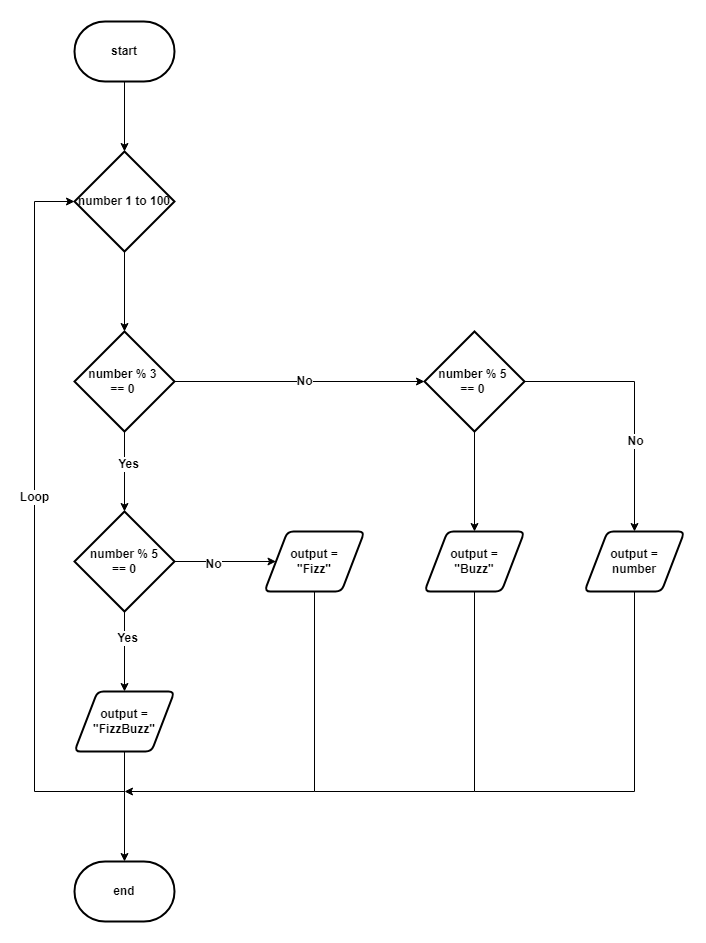 start
number 1 to 100
number % 3
== 0
No
number % 5
== 0
No
Yes
Loop
number % 5
== 0
No
output =
"Fizz"
output =
"Buzz"
output =
number
Yes
output =
"FizzBuzz"
end